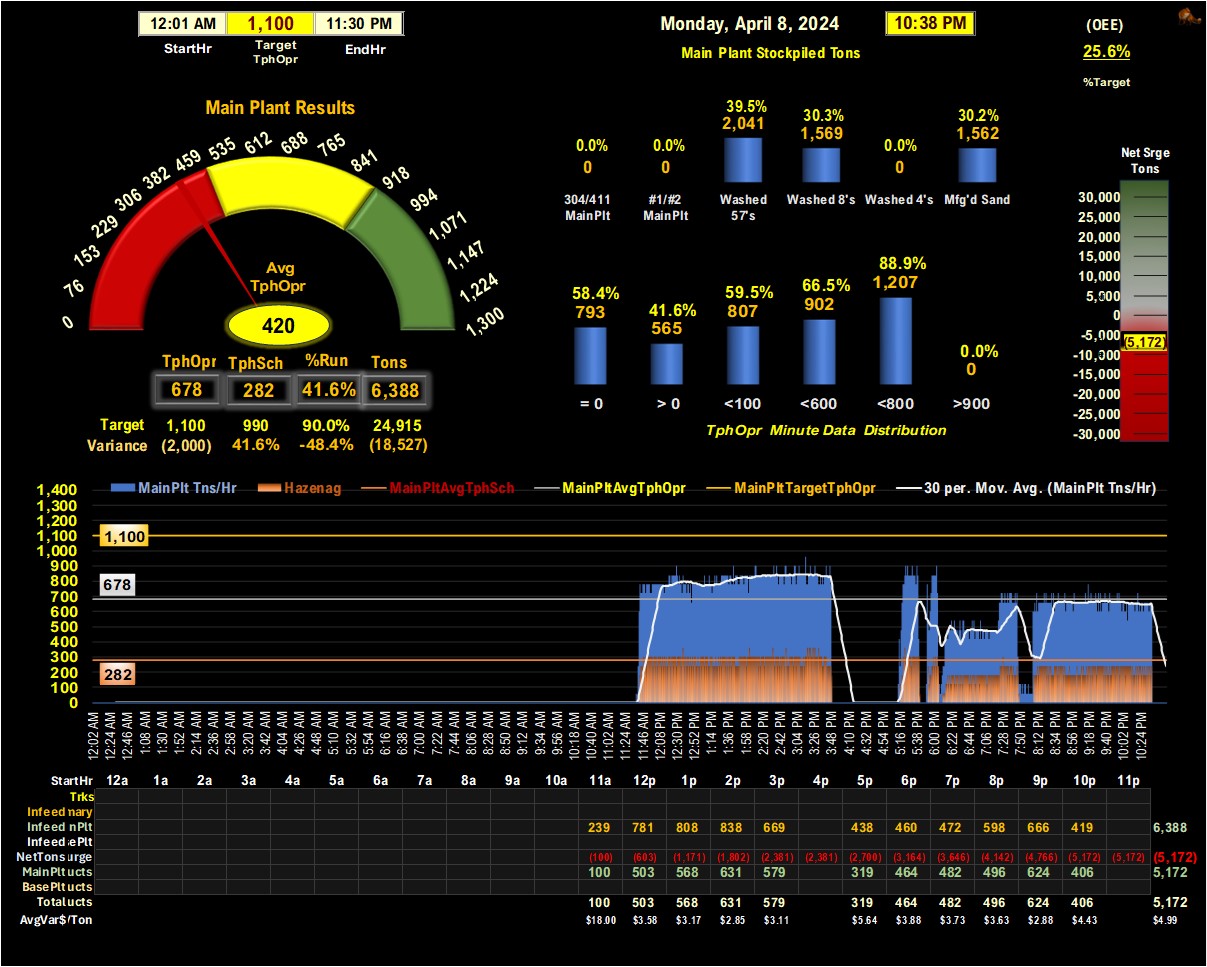 12:01 AM 1,100 11:30 PM
StartHr Target TphOpr EndHr
Monday, April 8, 2024 10:38 PM
Main Plant Stockpiled Tons
(OEE)
25.6%
%Target
Main Plant Results
0 76 153 229 306 382 459 535 612 688 765 841 918 994 1,071 1,147 1,224 1,300
Avg
TphOpr
420
TphOpr TphSch %Run Tons
678 282 41.6% 6,388
Target 1,100 990 90.0% 24,915
Variance (2,000) 41.6% -48.4% (18,527)
0.0% 0.0% 39.5% 30.3% 0.0% 30.2%
0 0 2,041 1,569 0 1,562
304/411 MainPlt #1/#2 MainPlt Washed 57's Washed 8's Washed 4's Mfg'd Sand
58.4% 41.6% 59.5% 66.5% 88.9% 0.0%
793 565 807 902 1,207 0
= 0 > 0 <100 <600 <800 >900
TphOpr Minute Data Distribution
Net Srge
Tons
30,000
25,000
20,000
15,000
10,000
5,000
0
-5,000
(5,172)
-10,000
-15,000
-20,000
-25,000
-30,000
MainPlt Tns/Hr Hazenag MainPltAvgTphSch MainPltAvgTphOpr MainPltTargetTphOpr 30 per. Mov. Avg. (MainPlt Tns/Hr)
1,400
1,300
1,200
1,100
1,000
900
800
700
600
500
400
300
200
100
0
1,100
678
282
12:02 AM 12:24 AM 12:46 AM 1:08 AM 1:30 AM 1:52 AM 2:14 AM 2:36 AM 2:58 AM 3:20 AM 3:42 AM 4:04 AM 4:26 AM 4:48 AM 5:10 AM 5:32 AM 5:54 AM 6:16 AM 6:38 AM 7:00 AM 7:22 AM 7:44 AM 8:06 AM 8:28 AM 8:50 AM 9:12 AM 9:34 AM 9:56 AM 10:18 AM 10:40 AM 11:02 AM 11:24 AM 11:46 AM 12:08 PM 12:30 PM 12:52 PM 1:14 PM 1:36 PM 1:58 PM 2:20 PM 2:42 PM 3:04 PM 3:26 PM 3:48 PM 4:10 PM 4:32 PM 4:54 PM 5:16 PM 5:38 PM 6:00 PM 6:22 PM 6:44 PM 7:06 PM 7:28 PM 7:50 PM 8:12 PM 8:34 PM 8:56 PM 9:18 PM 9:40 PM 10:02 PM 10:24 PM
StartHr 12a 1a 2a 3a 4a 5a 6a 7a 8a 9a 10a 11a 12p 1p 2p 3p 4p 5p 6p 7p 8p 9p 10p 11p
Trks
Infeed mary
Infeed nPlt 239 781 808 838 669 438 460 472 598 666 419 6,388
Infeed ePlt
NetTons urge (100) (603) (1,171) (1,802) (2,381) (2,381) (2,700) (3,164) (3,646) (4,142) (4,766) (5,172) (5,172) (5,172)
MainPlt ucts 100 503 568 631 579 319 464 482 496 624 406 5,172
BasePlt ucts
Total ucts 100 503 568 631 579 319 464 482 496 624 406 5,172
AvgVar$/Ton $18.00 $3.58 $3.17 $2.85 $3.11 $5.64 $3.88 $3.73 $3.63 $2.88 $4.43 $4.99